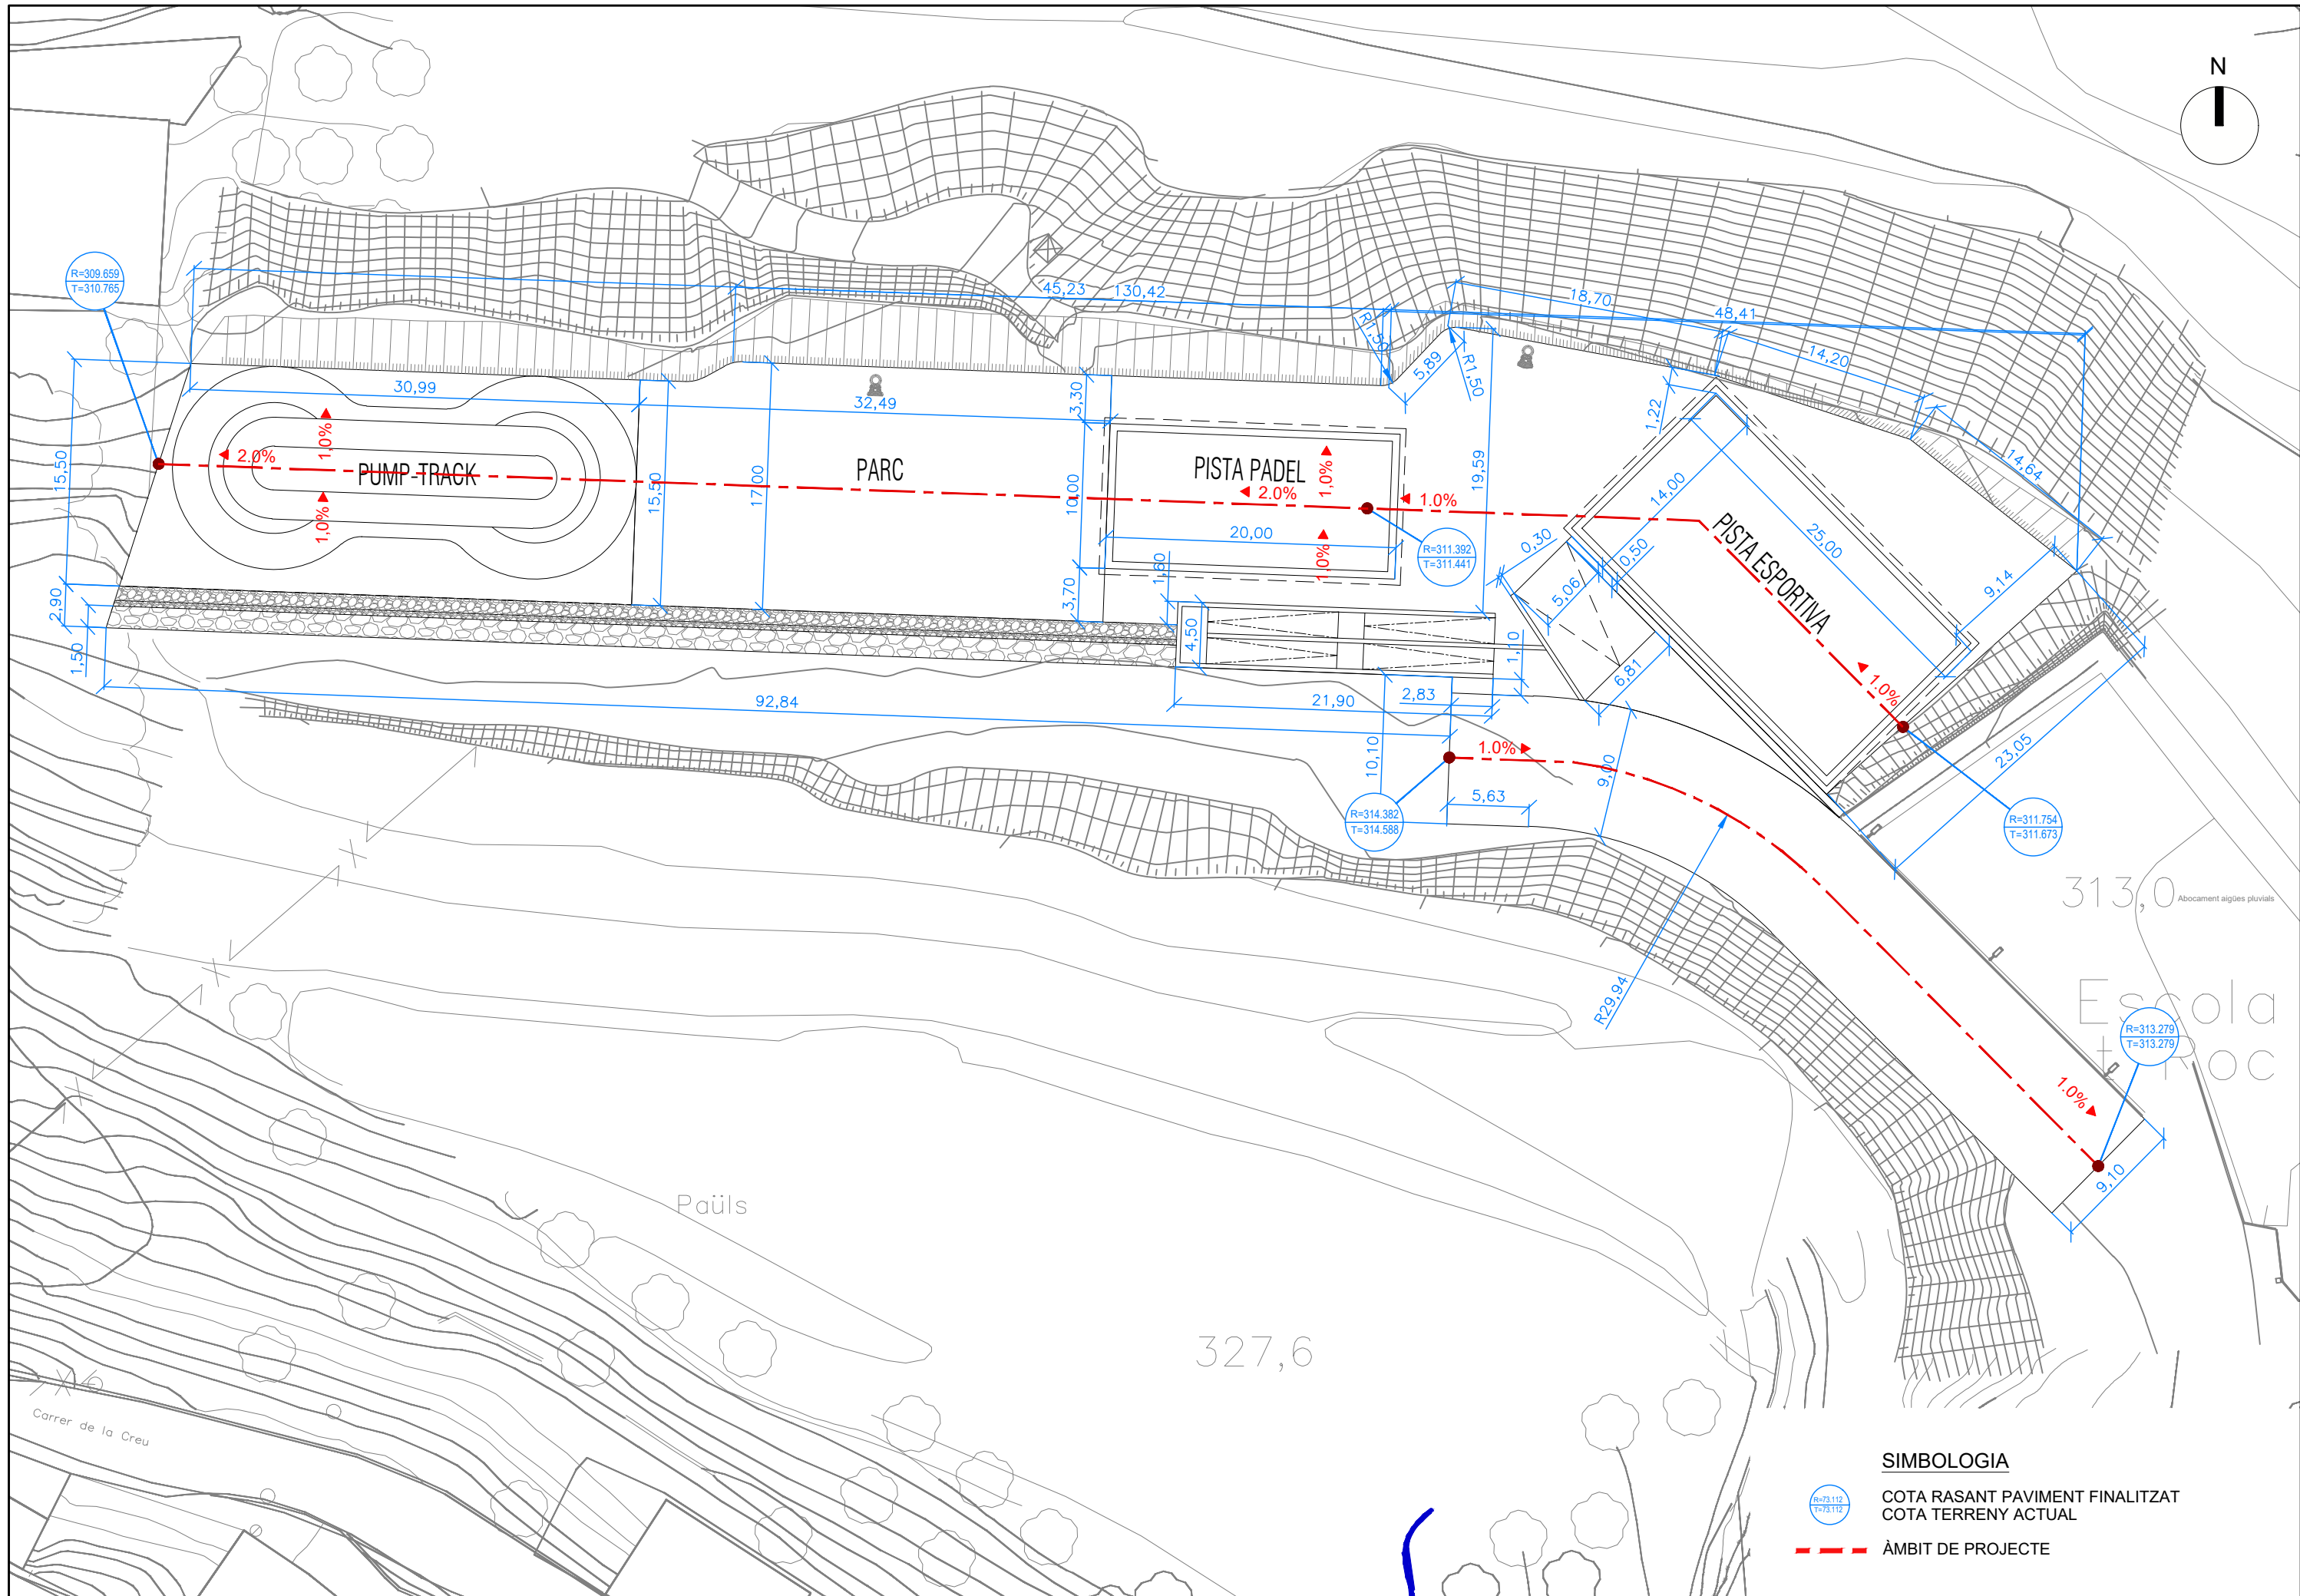 N
R=309.659
T=310.765
45,23
130,42
18,70
48,41
R1,50
5,89
R1,50
14,20
30,99
32,49
3,30
1,22
14,64
15,50
1,0%
2.0%
PUMP-TRACK
PARC
PISTA PADEL
1,0%
2.0%
1.0%
19,59
14,00
15,50
17,00
10,00
1,0%
20,00
1,0%
R=311.392
T=311.441
0,30
0,50
PISTA ESPORTIVA
25,00
9,14
2,90
1,50
1,60
3,70
5,06
4,50
1,10
6,81
92,84
21,90
2,83
1.0%
10,10
1.0%
9,00
23,05
5,63
R=314.382
T=314.588
R=311.754
T=311.673
313,0
Abocament aigües pluvials
R29,94
Escola
R=313.279
T=313.279
1.0%
9,10
Paüls
327,6
Carrer de la Creu
SIMBOLOGIA
R=73.112
T=73.112
COTA RASANT PAVIMENT FINALITZAT
COTA TERRENY ACTUAL
ÀMBIT DE PROJECTE